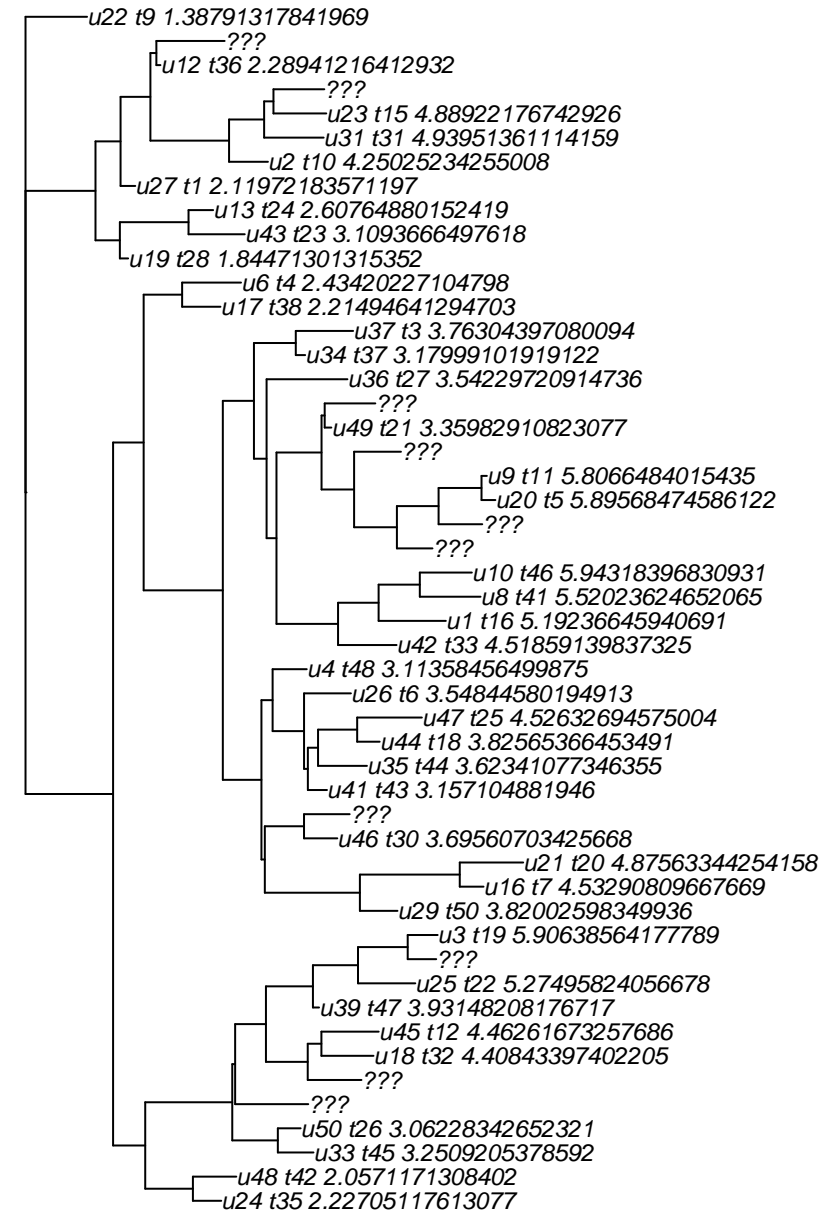 u22 t9 1.38791317841969
???
u12 t36 2.28941216412932
???
u23 t15 4.88922176742926
u31 t31 4.93951361114159
u2 t10 4.25025234255008
u27 t1 2.11972183571197
u13 t24 2.60764880152419
u43 t23 3.1093666497618
u19 t28 1.84471301315352
u6 t4 2.43420227104798
u17 t38 2.21494641294703
u37 t3 3.76304397080094
u34 t37 3.17999101919122
u36 t27 3.54229720914736
???
u49 t21 3.35982910823077
???
u9 t11 5.8066484015435
u20 t5 5.89568474586122
???
???
u10 t46 5.94318396830931
u8 t41 5.52023624652065
u1 t16 5.19236645940691
u42 t33 4.51859139837325
u4 t48 3.11358456499875
u26 t6 3.54844580194913
u47 t25 4.52632694575004
u44 t18 3.82565366453491
u35 t44 3.62341077346355
u41 t43 3.157104881946
???
u46 t30 3.69560703425668
u21 t20 4.87563344254158
u16 t7 4.53290809667669
u29 t50 3.82002598349936
u3 t19 5.90638564177789
???
u25 t22 5.27495824056678
u39 t47 3.93148208176717
u45 t12 4.46261673257686
u18 t32 4.40843397402205
???
???
u50 t26 3.06228342652321
u33 t45 3.2509205378592
u48 t42 2.0571171308402
u24 t35 2.22705117613077